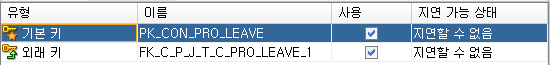 유형 이름 사용 지연 가능 상태
기본 키 PK_CON_PRO_LEAVE 지연할 수 없음
외래 키 FK_C_P_J_T_C_PRO_LEAVE_1 지연할 수 없음